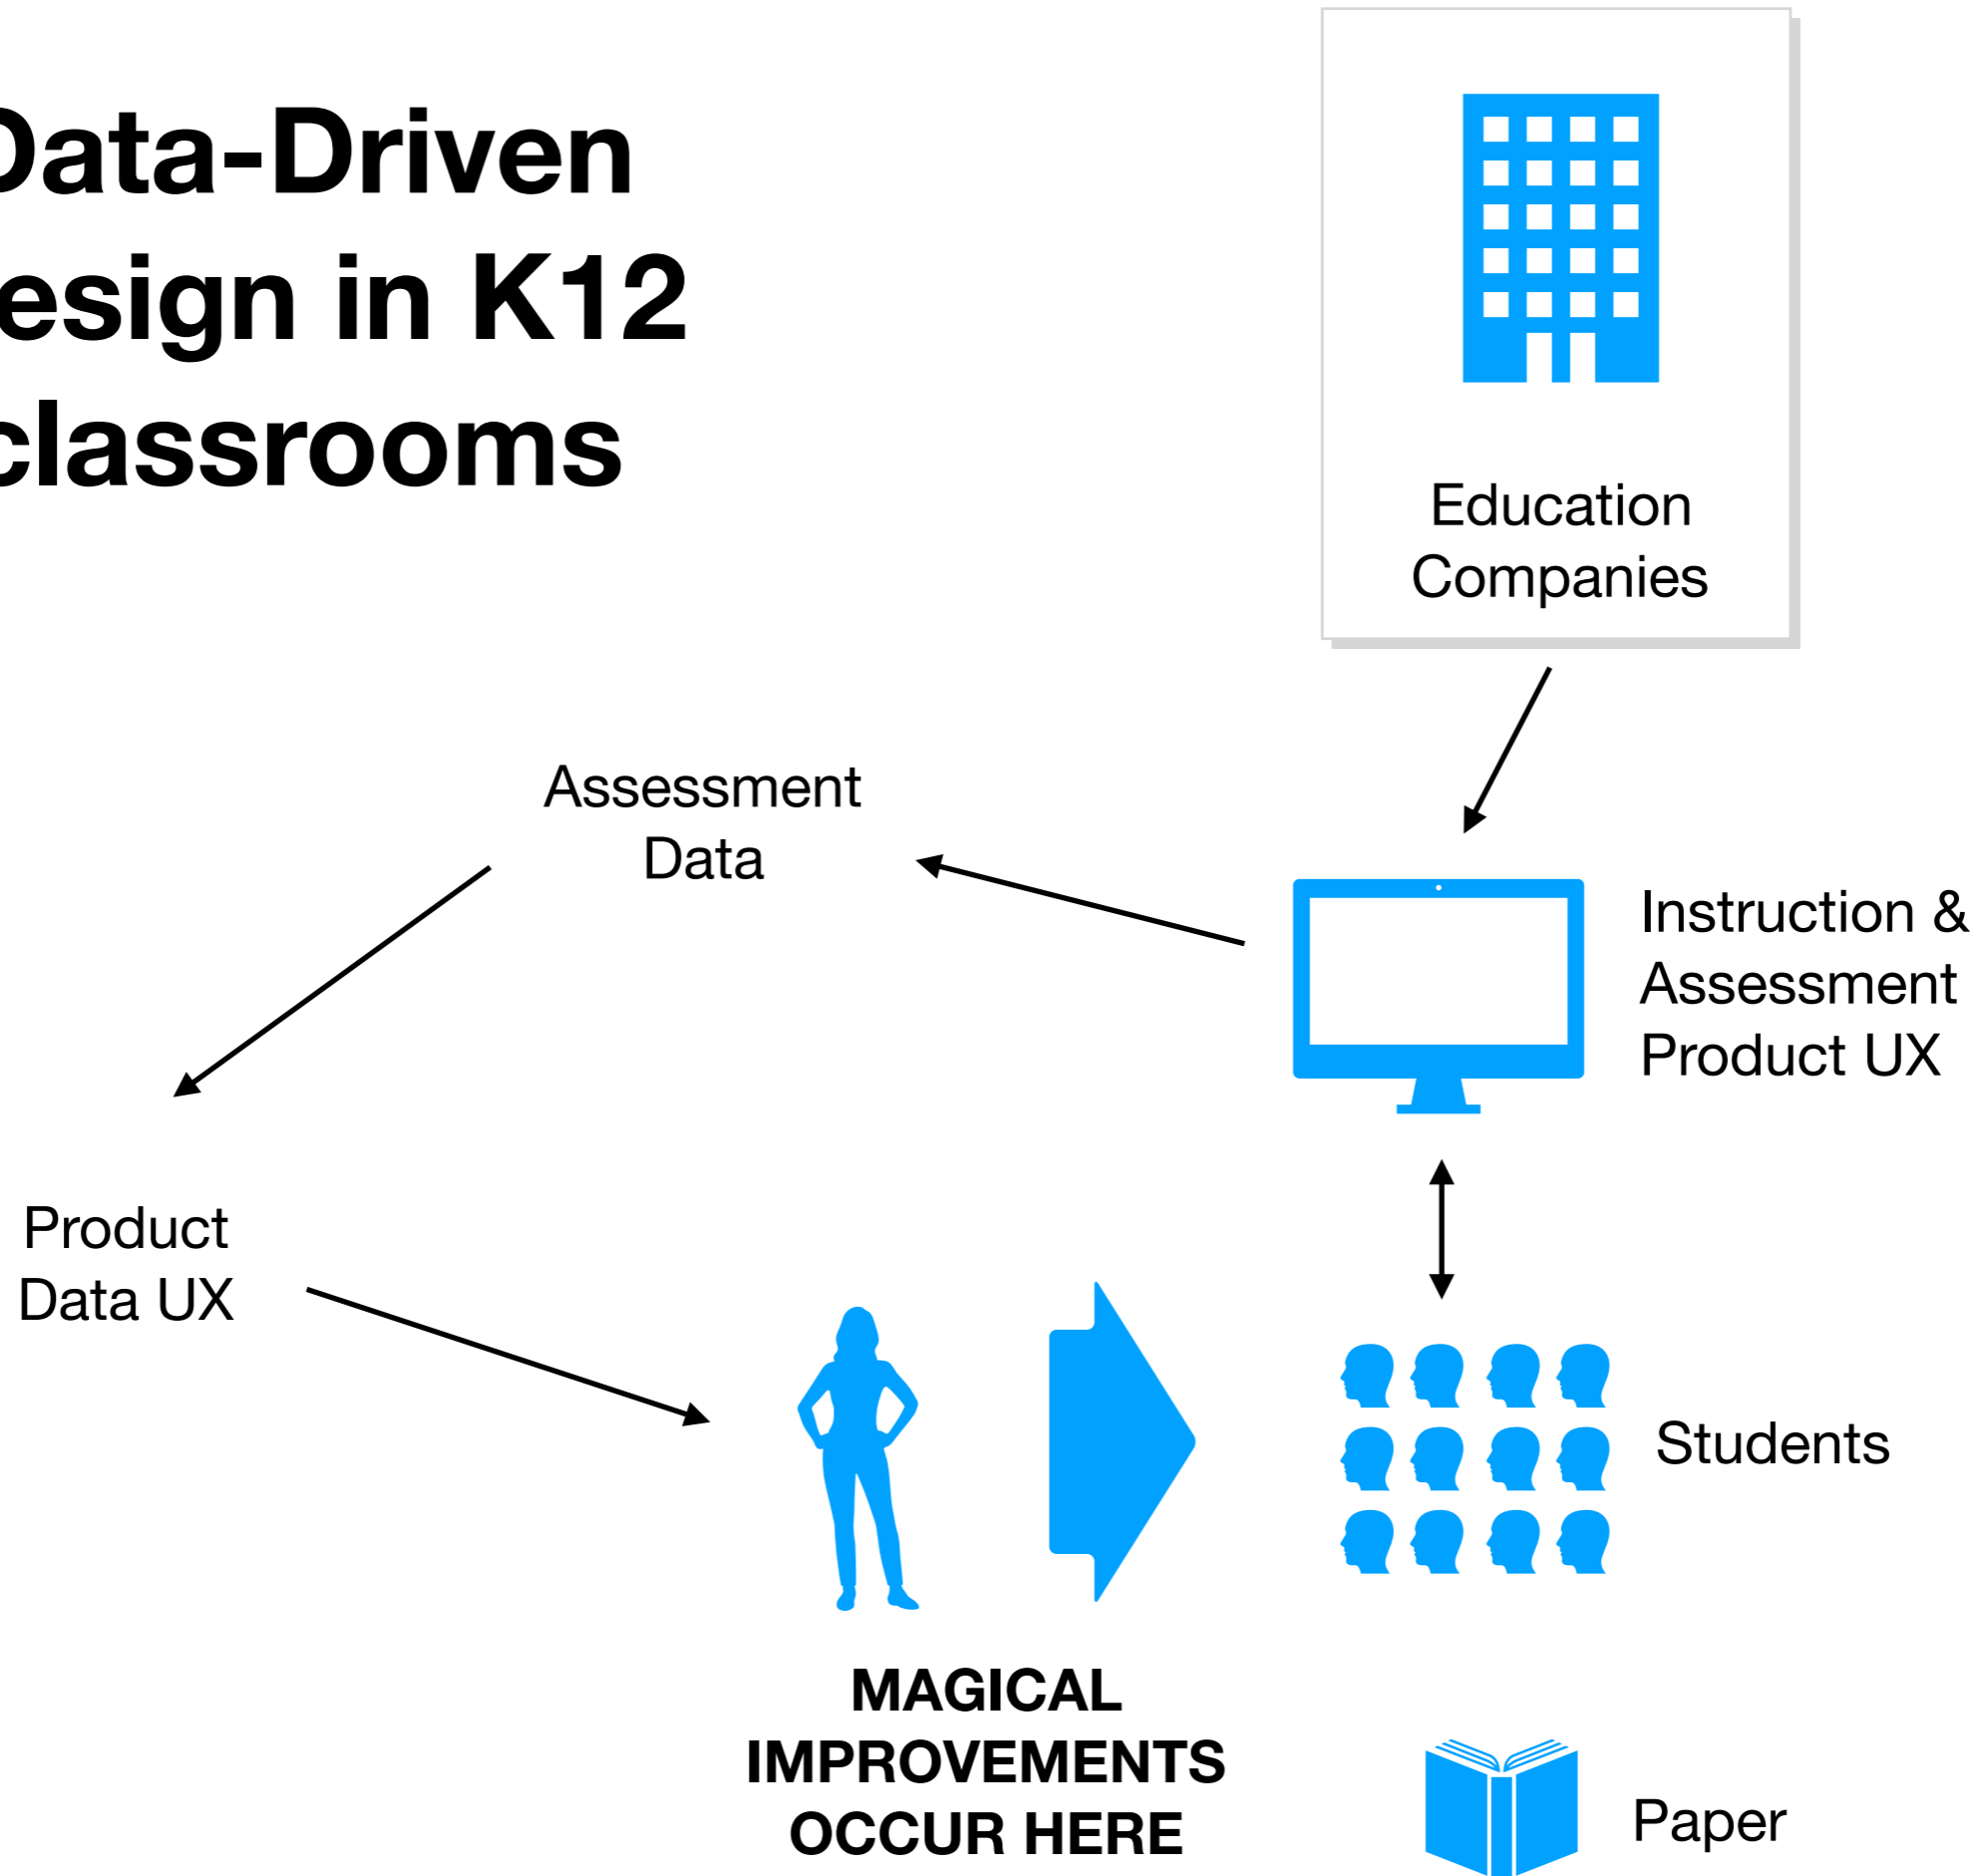 Data-Driven
esign in K12
classrooms
Education
Companies
Assessment
Data
Instruction &
Assessment
Product UX
Product
Data UX
Students
MAGICAL
IMPROVEMENTS
OCCUR HERE
Paper